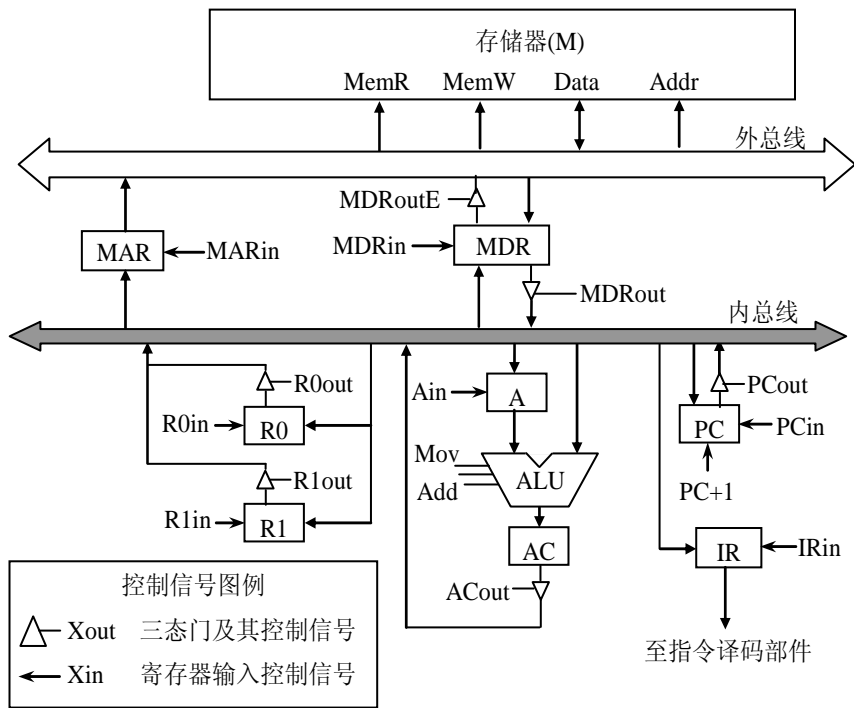 存储器(M)
MemR MemW Data Addr
外总线
MDRoutE
MAR
MARin
MDRin
MDR
MDRout
内总线
R0out
R0in
R0
R1out
R1in
R1
Ain
A
Mov
Add
ALU
AC
ACout
PCout
PC
PCin
PC+1
IR
IRin
至指令译码部件
控制信号图例
Xout 三态门及其控制信号
Xin 寄存器输入控制信号